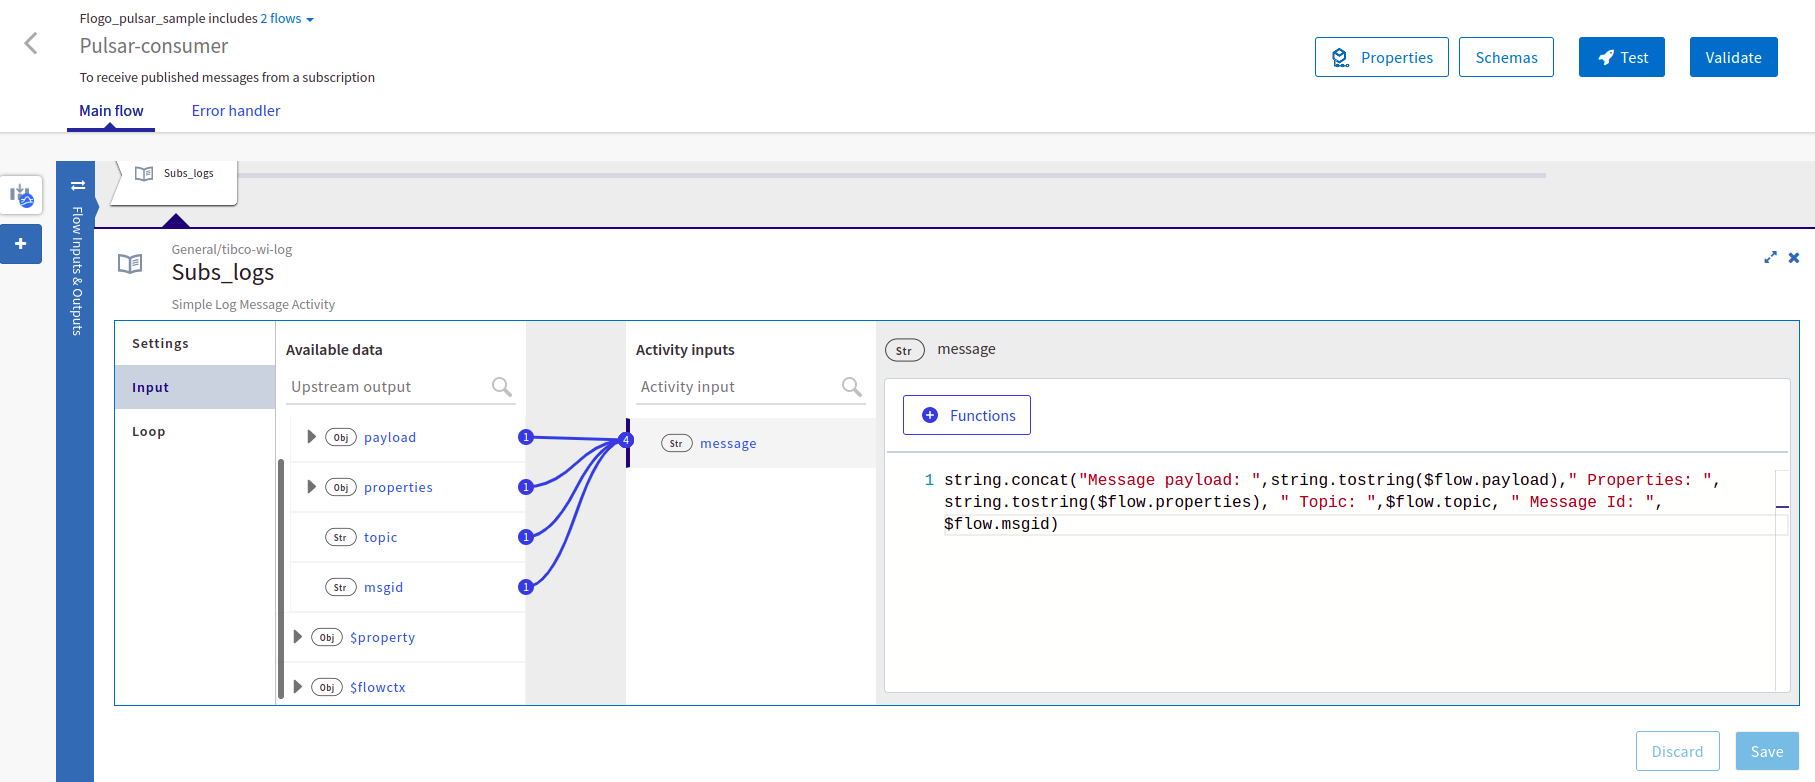 Flogo_pulsar_sample includes 2 flows
Pulsar-consumer
To receive published messages from a subscription
Properties
Schemas
Test
Validate
Main flow
Error handler
Flow Inputs & Outputs
Subs_logs
General/tibco-wi-log
Subs_logs
Simple Log Message Activity
Settings
Input
Loop
Available data
Upstream output
Obj payload 1
Obj properties 1
Str topic 1
Str msgid 1
Obj $property
Obj $flowctx
Activity inputs
Activity input
4 Str message
Str message
Functions
1 string.concat("Message payload: ",string.tostring($flow.payload)," Properties: ",
string.tostring($flow.properties), " Topic: ",$flow.topic, " Message Id: ",
$flow.msgid)
Discard
Save